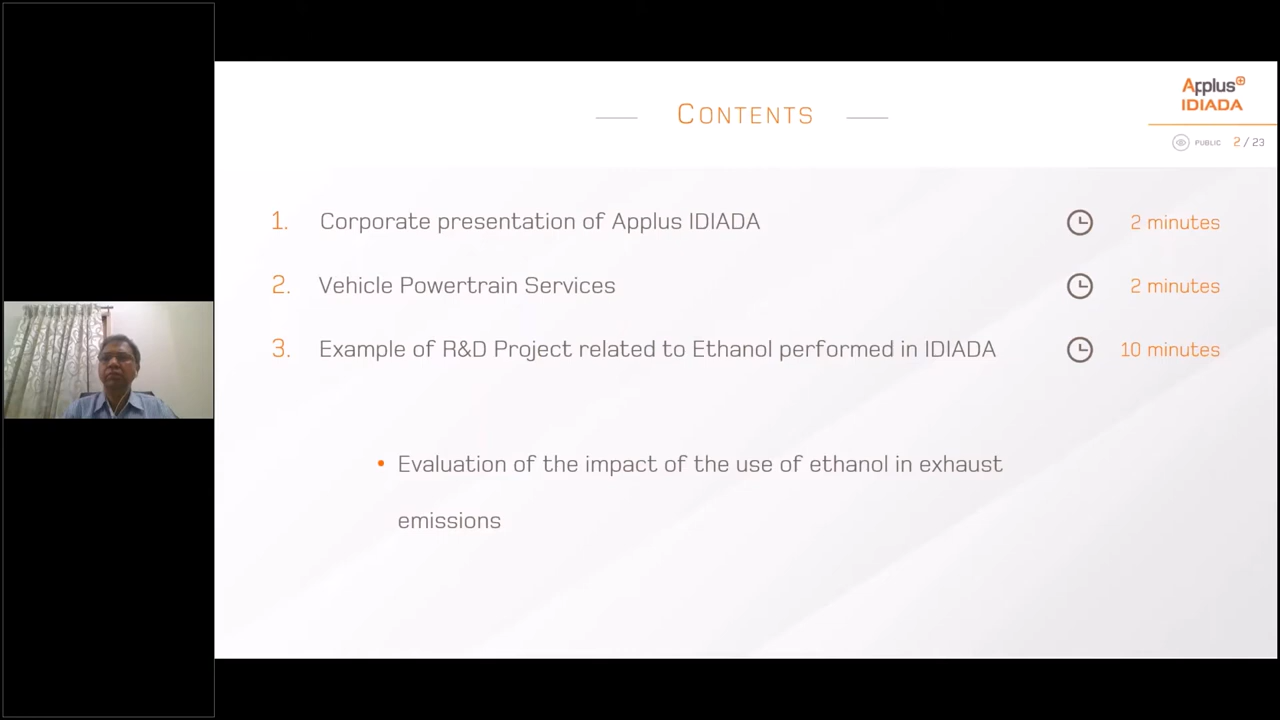 CONTENTS
Applus+
IDIADA
PUBLIC 2 / 23
1. Corporate presentation of Applus IDIADA 2 minutes
2. Vehicle Powertrain Services 2 minutes
3. Example of R&D Project related to Ethanol performed in IDIADA 10 minutes
• Evaluation of the impact of the use of ethanol in exhaust
emissions